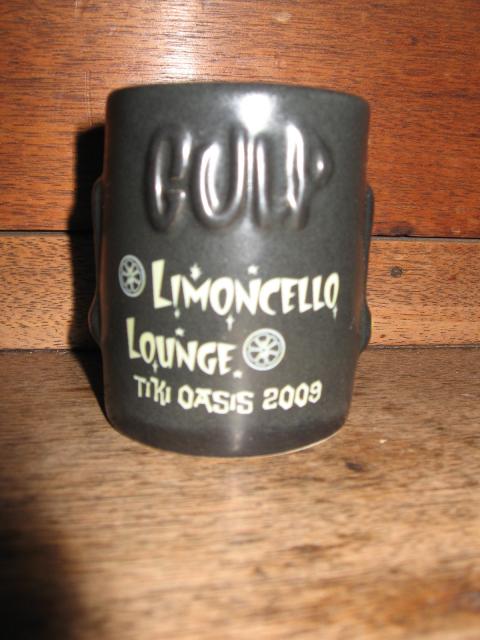 GULP
LIMONCELLO
LOUNGE
TIKI OASIS 2009